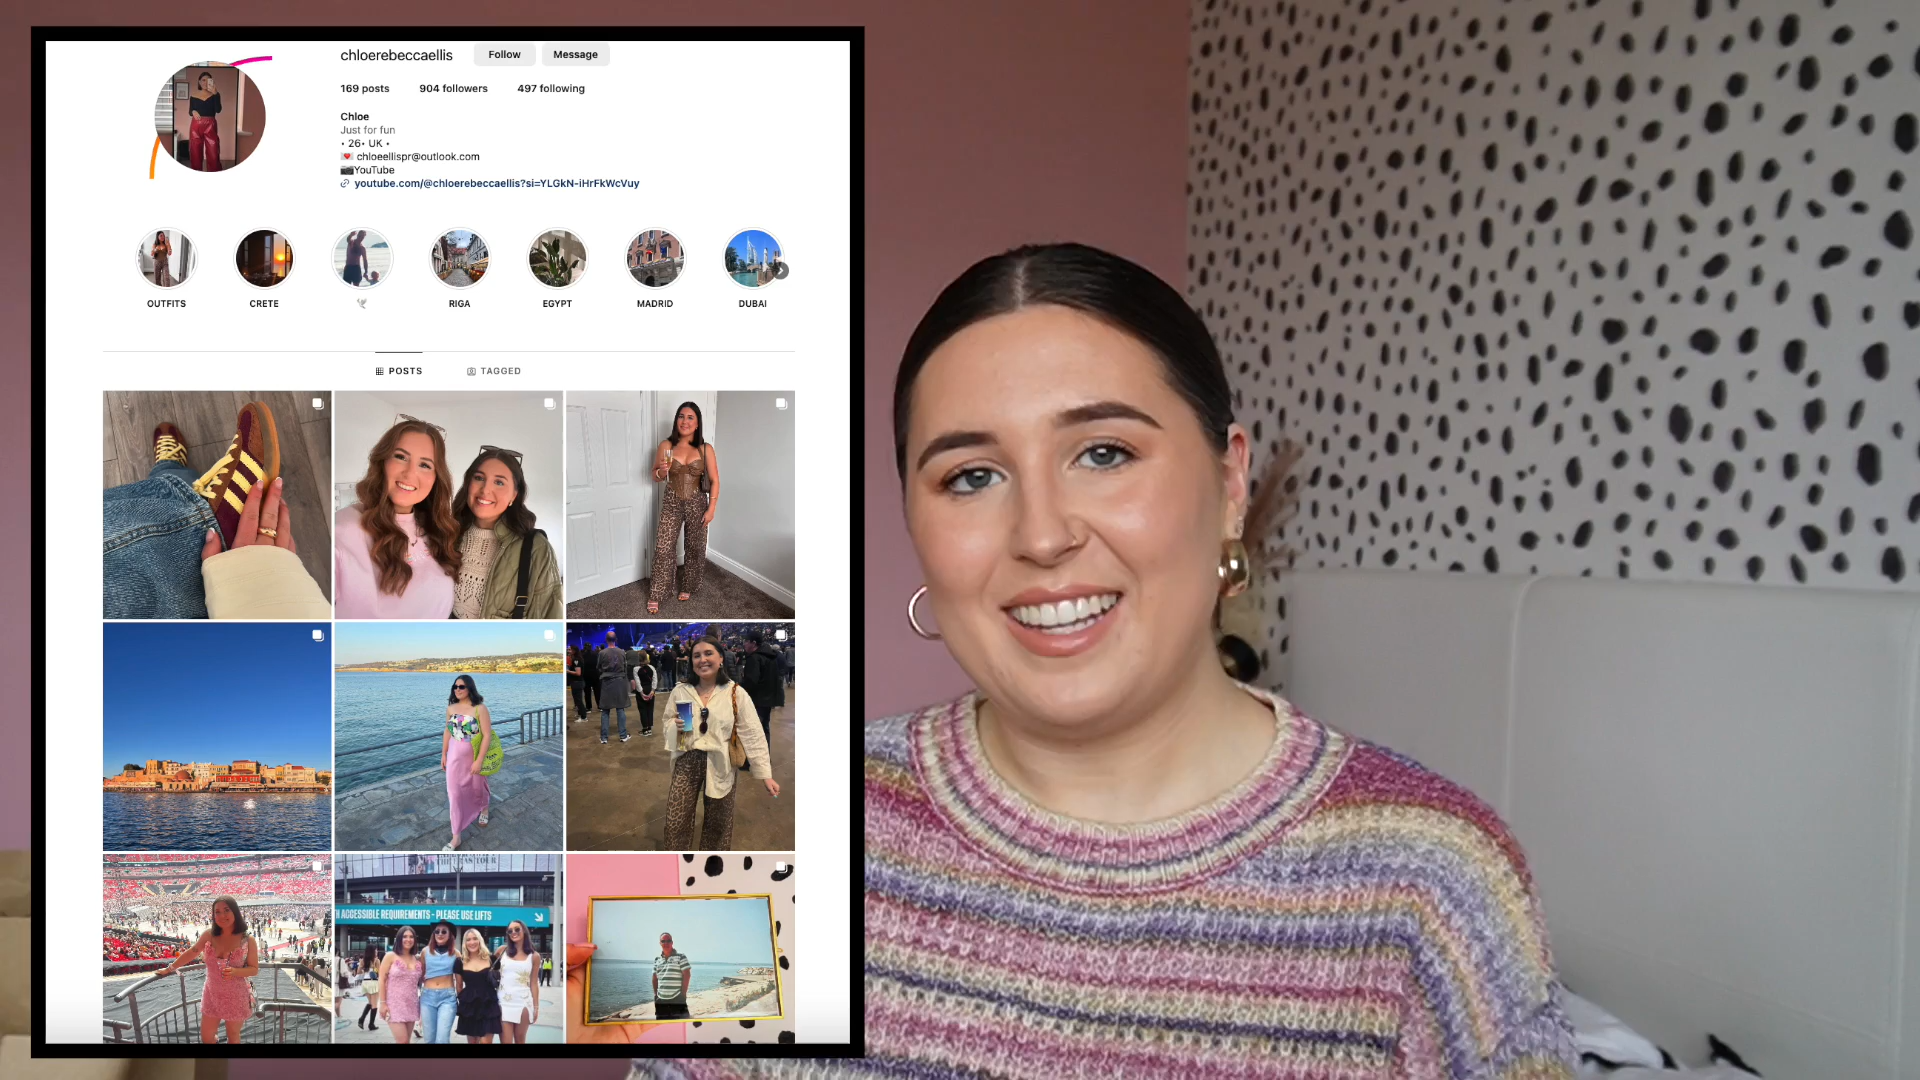 chloerebeccaellis Follow Message
169 posts 904 followers 497 following
Chloe
Just for fun
• 26• UK •
💌 chloeellispr@outlook.com
📷YouTube
youtube.com/@chloerebeccaellis?si=YLGkN-iHrFkWcVuy
OUTFITS CRETE 🕊 RIGA EGYPT MADRID DUBAI
POSTS TAGGED
ACCESSIBLE REQUIREMENTS - PLEASE USE LIFTS